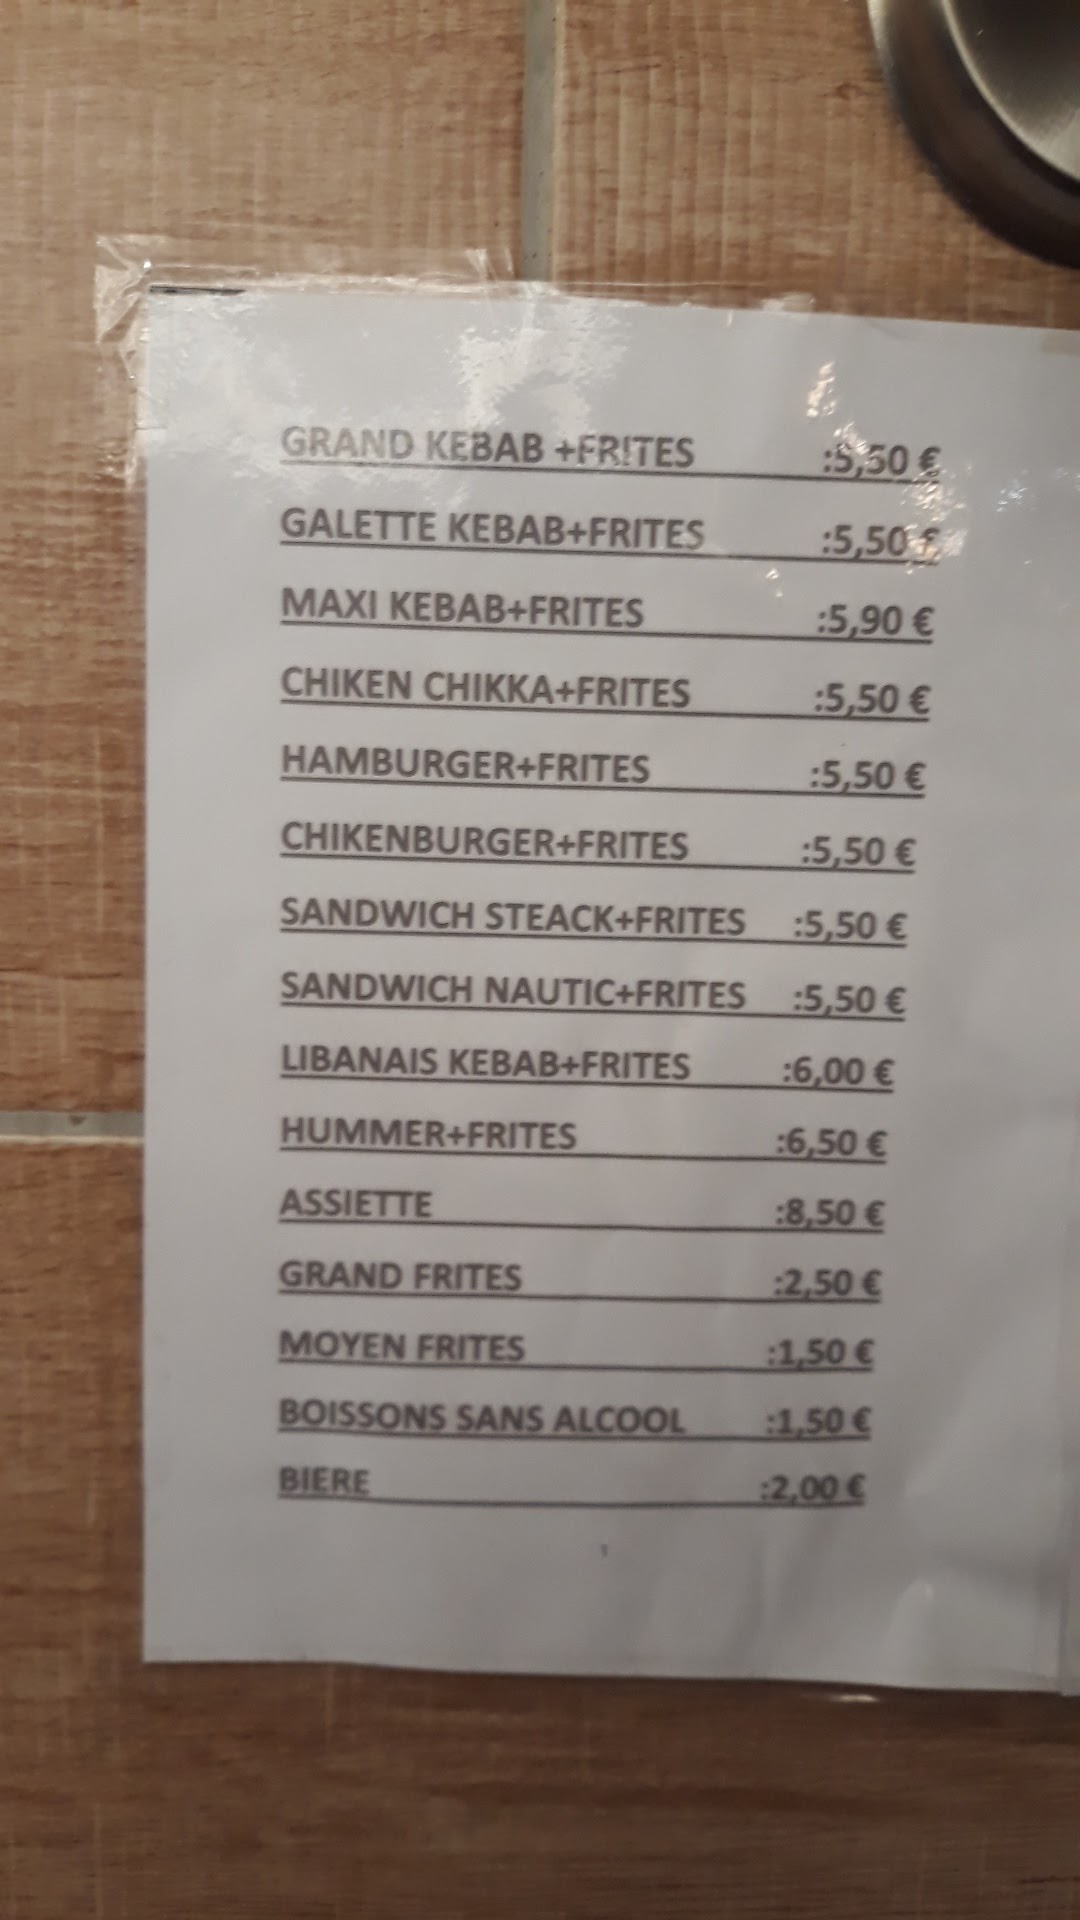 GRAND KEBAB +FRITES :5,50 €
GALETTE KEBAB+FRITES :5,50 €
MAXI KEBAB+FRITES :5,90 €
CHIKEN CHIKKA+FRITES :5,50 €
HAMBURGER+FRITES :5,50 €
CHIKENBURGER+FRITES :5,50 €
SANDWICH STEACK+FRITES :5,50 €
SANDWICH NAUTIC+FRITES :5,50 €
LIBANAIS KEBAB+FRITES :6,00 €
HUMMER+FRITES :6,50 €
ASSIETTE :8,50 €
GRAND FRITES :2,50 €
MOYEN FRITES :1,50 €
BOISSONS SANS ALCOOL :1,50 €
BIERE :2,00 €